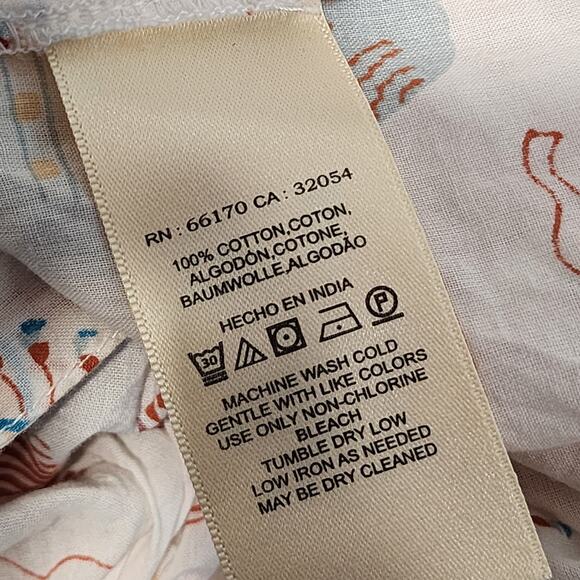 RN : 66170 CA : 32054
100% COTTON,COTON,
ALGODÓN,COTONE,
BAUMWOLLE,ALGODÃO
HECHO EN INDIA
30 P
MACHINE WASH COLD
GENTLE WITH LIKE COLORS
USE ONLY NON-CHLORINE
BLEACH
TUMBLE DRY LOW
LOW IRON AS NEEDED
MAY BE DRY CLEANED